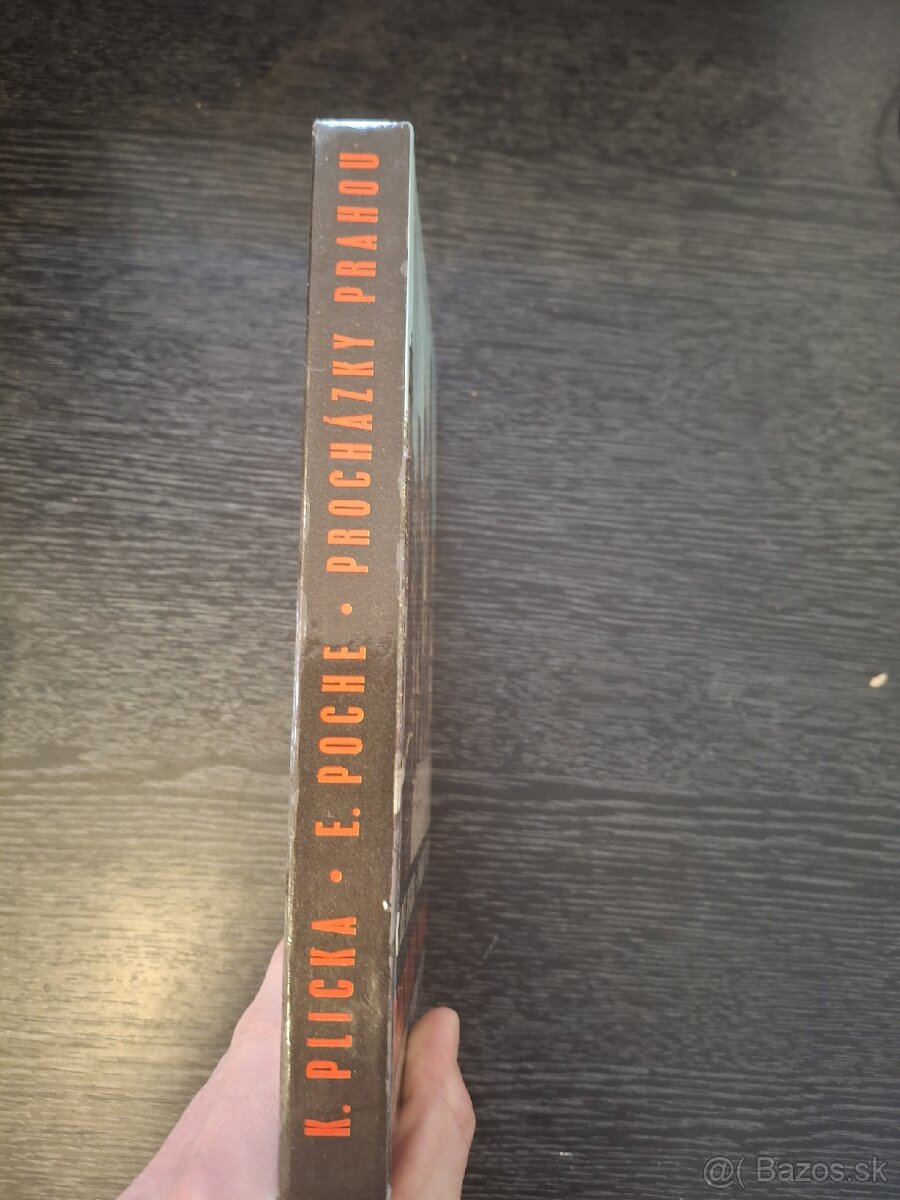 K. PLICKA • E. POCHE • PROCHÁZKY PRAHOU
@( Bazos.sk